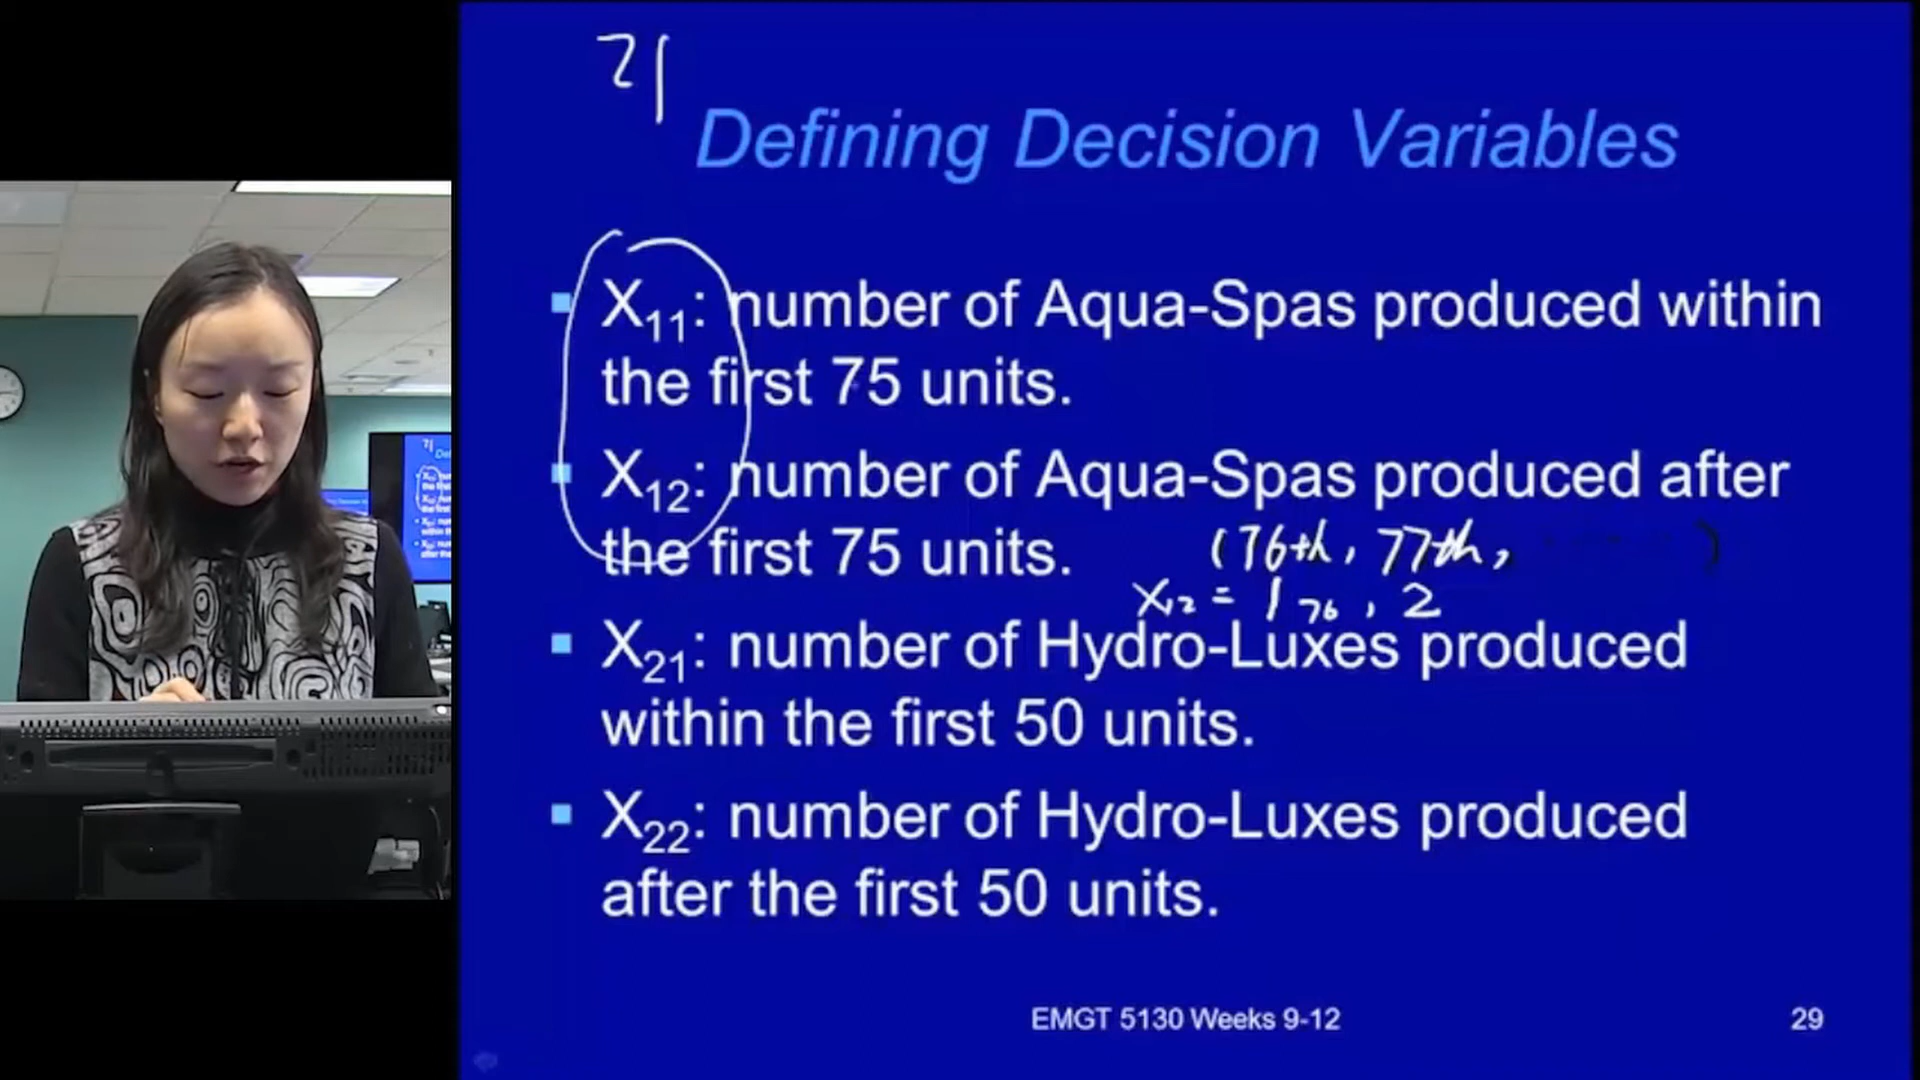 71
Defining Decision Variables
X11: number of Aqua-Spas produced within
the first 75 units.
X12: number of Aqua-Spas produced after
the first 75 units. (76th, 77th, )
X12 = 1 76, 2
X21: number of Hydro-Luxes produced
within the first 50 units.
X22: number of Hydro-Luxes produced
after the first 50 units.
EMGT 5130 Weeks 9-12
29